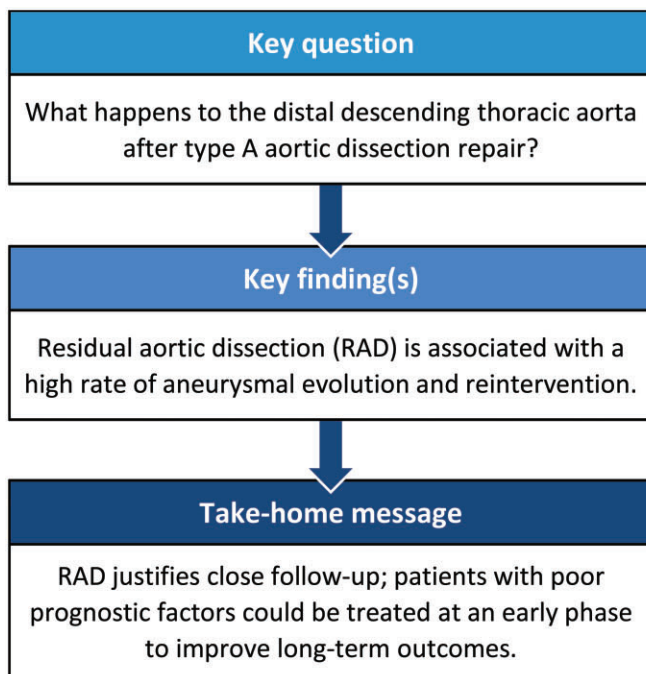 Key question
What happens to the distal descending thoracic aorta
after type A aortic dissection repair?
Key finding(s)
Residual aortic dissection (RAD) is associated with a
high rate of aneurysmal evolution and reintervention.
Take-home message
RAD justifies close follow-up; patients with poor
prognostic factors could be treated at an early phase
to improve long-term outcomes.